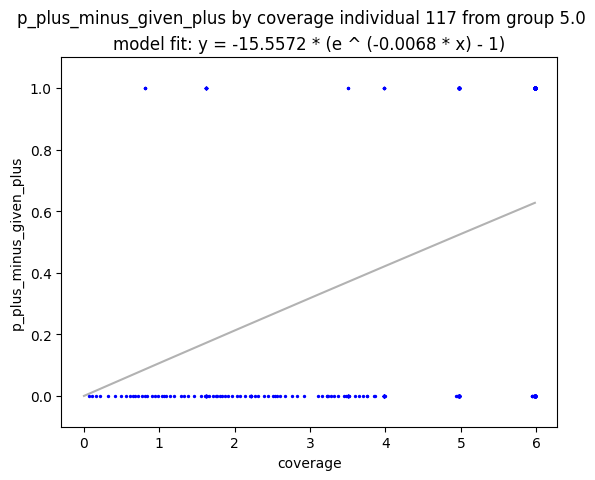 p_plus_minus_given_plus by coverage individual 117 from group 5.0
model fit: y = -15.5572 * (e ^ (-0.0068 * x) - 1)
1.0
0.8
0.6
0.4
0.2
0.0
p_plus_minus_given_plus
0 1 2 3 4 5 6
coverage